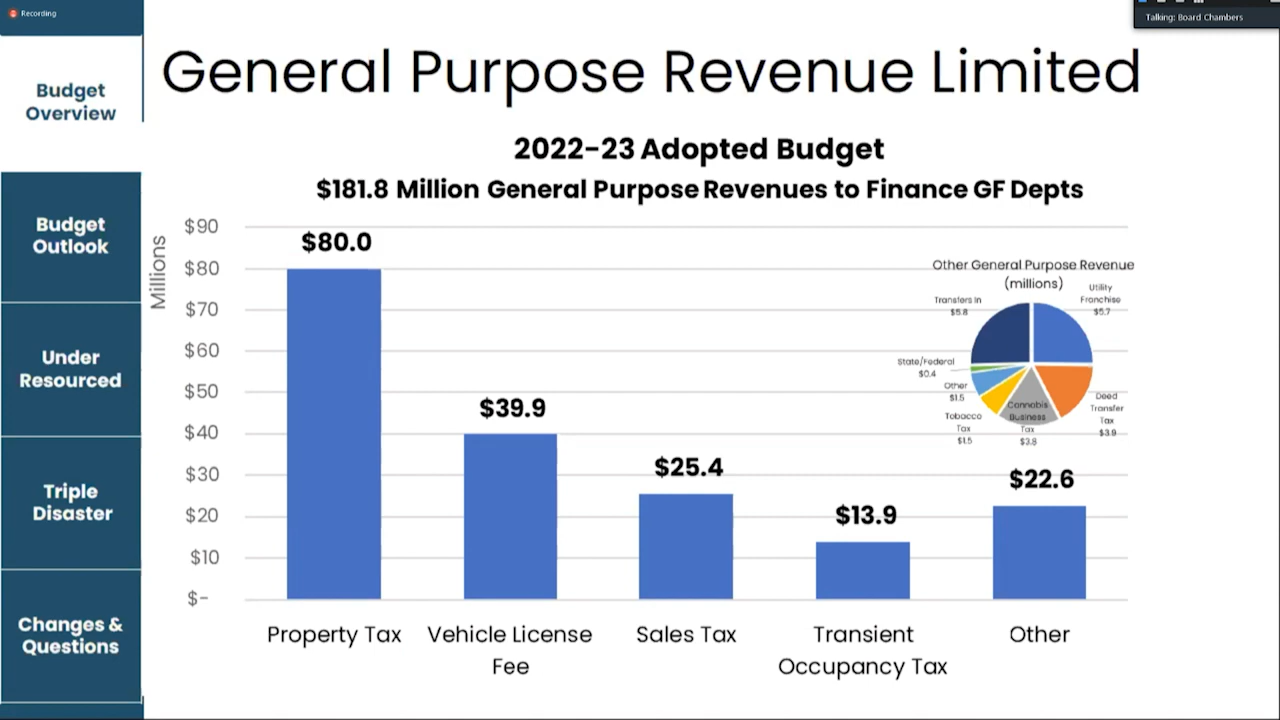 Recording
Talking: Board Chambers
Budget
Overview
Budget
Outlook
Under
Resourced
Triple
Disaster
Changes &
Questions
General Purpose Revenue Limited
2022-23 Adopted Budget
$181.8 Million General Purpose Revenues to Finance GF Depts
Millions
$90
$80
$70
$60
$50
$40
$30
$20
$10
$-
$80.0
$39.9
$25.4
$13.9
$22.6
Property Tax
Vehicle License
Fee
Sales Tax
Transient
Occupancy Tax
Other
Other General Purpose Revenue
(millions)
Utility
Franchise
$5.7
Deed
Transfer
Tax
$3.9
Cannabis
Business
Tax
$3.8
Tobacco
Tax
$1.5
Other
$1.5
State/Federal
$0.4
Transfers In
$5.8